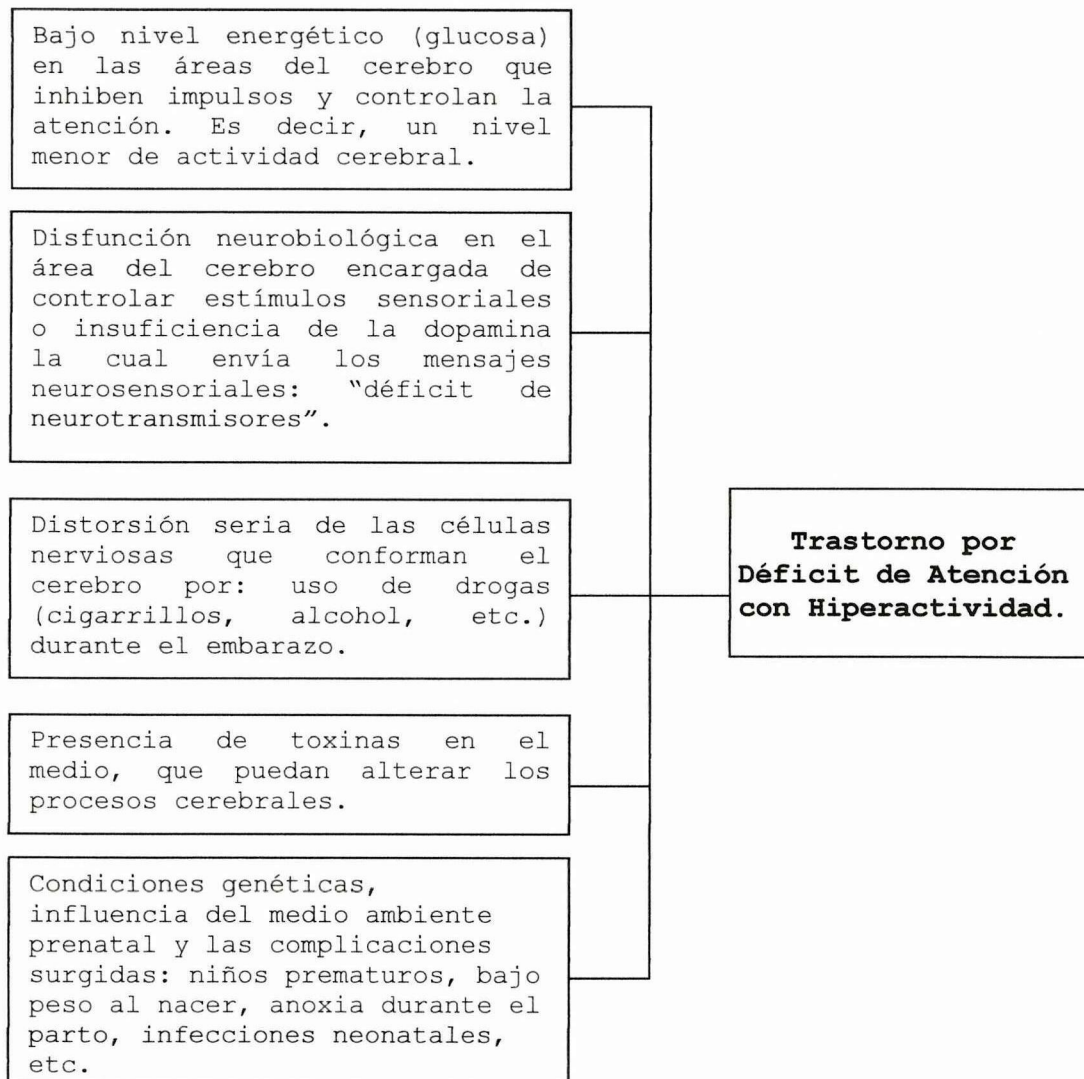 Bajo nivel energético (glucosa)
en las áreas del cerebro que
inhiben impulsos y controlan la
atención. Es decir, un nivel
menor de actividad cerebral.
Disfunción neurobiológica en el
área del cerebro encargada de
controlar estímulos sensoriales
o insuficiencia de la dopamina
la cual envía los mensajes
neurosensoriales: "déficit de
neurotransmisores".
Distorsión seria de las células
nerviosas que conforman el
cerebro por: uso de drogas
(cigarrillos, alcohol, etc.)
durante el embarazo.
Presencia de toxinas en el
medio, que puedan alterar los
procesos cerebrales.
Condiciones genéticas,
influencia del medio ambiente
prenatal y las complicaciones
surgidas: niños prematuros, bajo
peso al nacer, anoxia durante el
parto, infecciones neonatales,
etc.
Trastorno por
Déficit de Atención
con Hiperactividad.